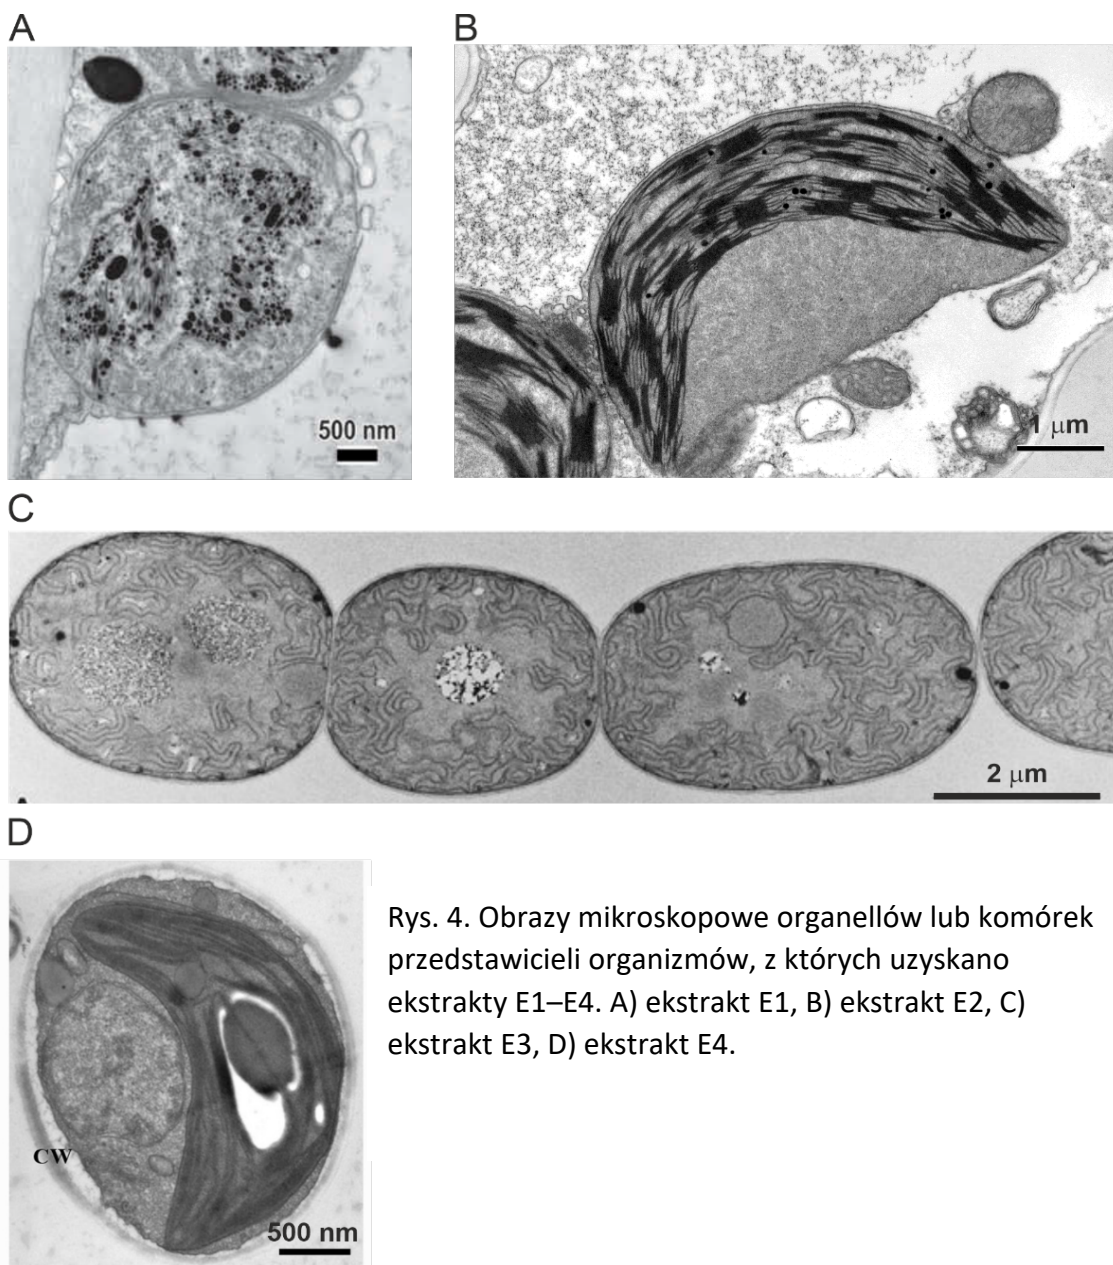 A
B
500 nm
1 μm
C
2 μm
D
CW
500 nm
Rys. 4. Obrazy mikroskopowe organellów lub komórek
przedstawicieli organizmów, z których uzyskano
ekstrakty E1–E4. A) ekstrakt E1, B) ekstrakt E2, C)
ekstrakt E3, D) ekstrakt E4.